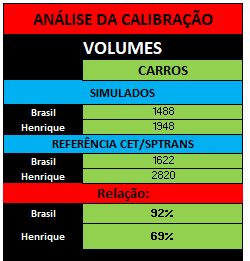 ANÁLISE DA CALIBRAÇÃO
VOLUMES
CARROS
SIMULADOS
Brasil 1488
Henrique 1948
REFERÊNCIA CET/SPTRANS
Brasil 1622
Henrique 2820
Relação:
Brasil 92%
Henrique 69%